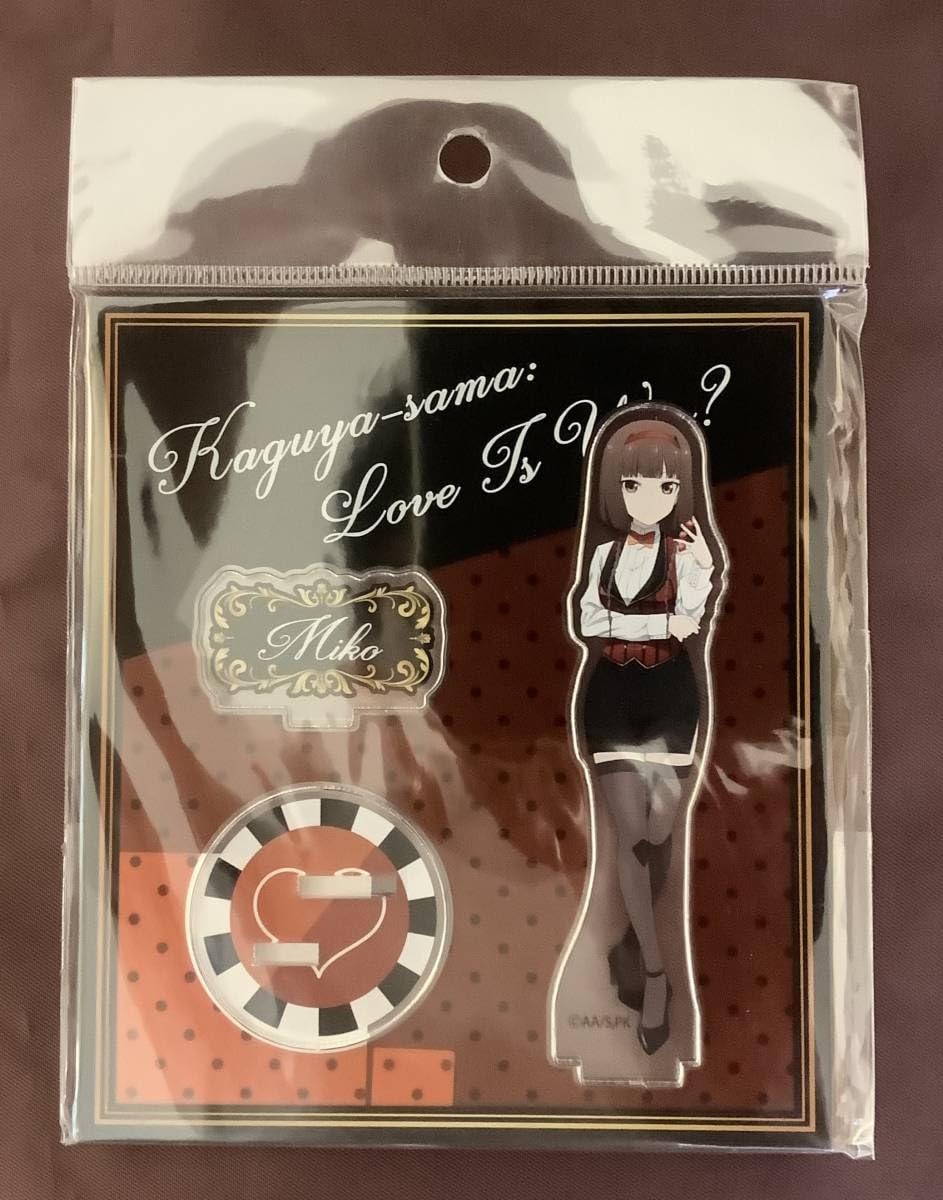 Kaguya-sama:
Love Is W ?
Miko
©AA/S,PK